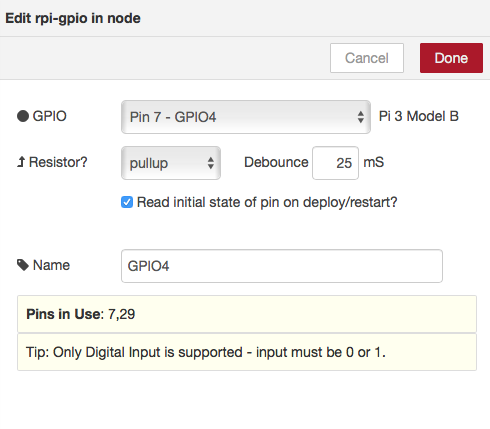 Edit rpi-gpio in node
Cancel Done
GPIO Pin 7 - GPIO4 Pi 3 Model B
Resistor? pullup Debounce 25 mS
Read initial state of pin on deploy/restart?
Name GPIO4
Pins in Use: 7,29
Tip: Only Digital Input is supported - input must be 0 or 1.